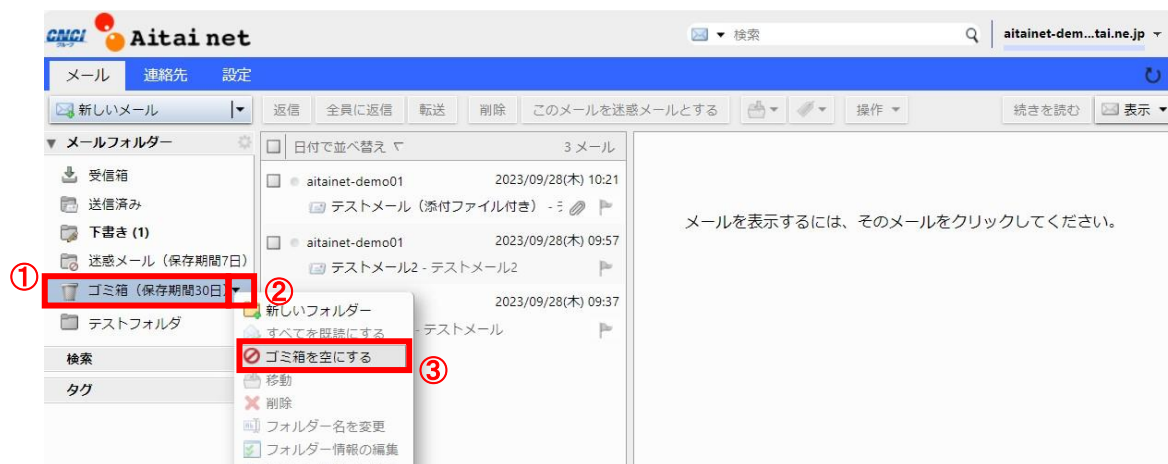 CNCI グループ Aitai net
検索
aitainet-dem...tai.ne.jp
メール 連絡先 設定
新しいメール 返信 全員に返信 転送 削除 このメールを迷惑メールとする 操作 続きを読む 表示
メールフォルダー
日付で並べ替え 3 メール
受信箱
送信済み
下書き (1)
迷惑メール（保存期間7日）
① ゴミ箱（保存期間30日）
②
テストフォルダ
検索
タグ
aitainet-demo01 2023/09/28(木) 10:21
テストメール（添付ファイル付き） -
aitainet-demo01 2023/09/28(木) 09:57
テストメール2 - テストメール2
2023/09/28(木) 09:37
- テストメール
新しいフォルダー
すべてを既読にする
ゴミ箱を空にする
③
移動
削除
フォルダー名を変更
フォルダー情報の編集
メールを表示するには、そのメールをクリックしてください。